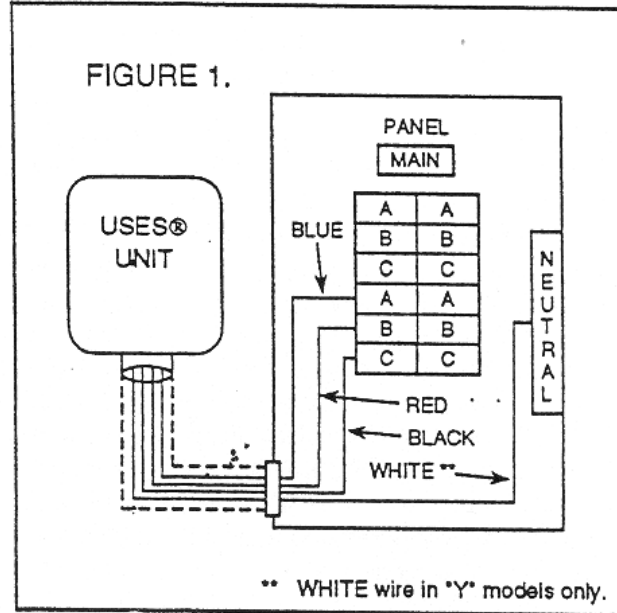 FIGURE 1.
PANEL
MAIN
USES®
UNIT
BLUE
A A
B B
C C
A A
B B
C C
NEUTRAL
RED
BLACK
WHITE **
** WHITE wire in "Y" models only.